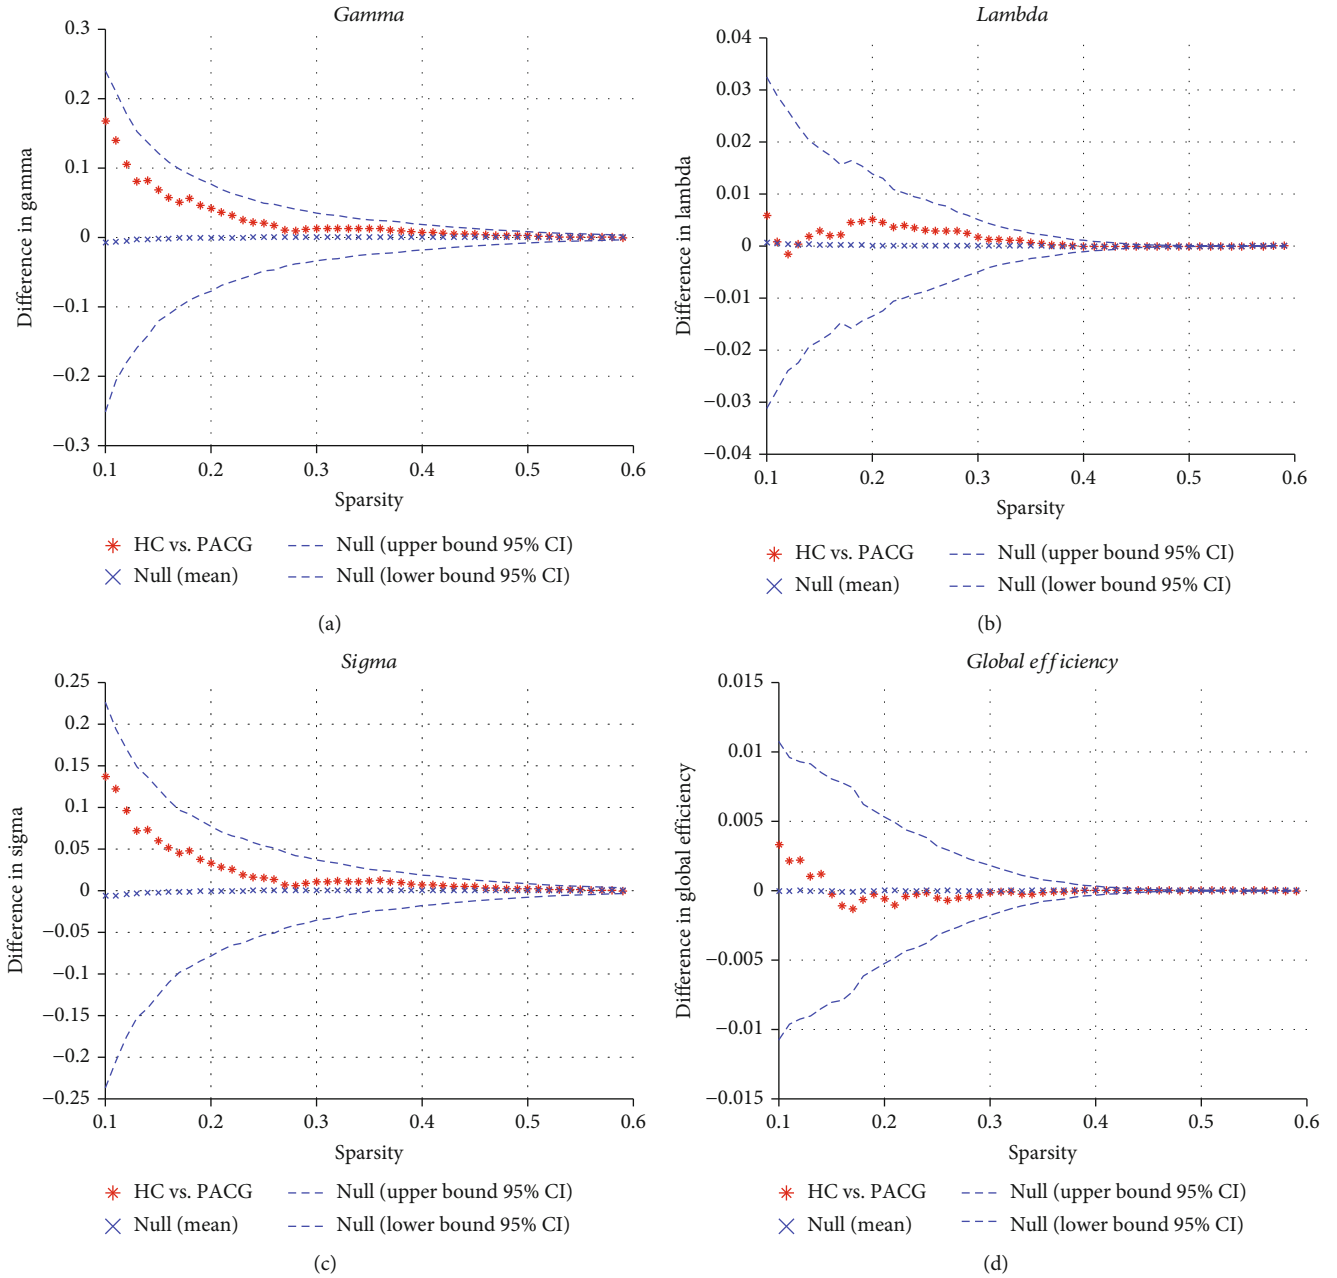 Gamma
0.3
0.2
0.1
0
−0.1
−0.2
−0.3
Difference in gamma
0.1 0.2 0.3 0.4 0.5 0.6
Sparsity
HC vs. PACG
Null (mean)
Null (upper bound 95% CI)
Null (lower bound 95% CI)
(a)
Lambda
0.04
0.03
0.02
0.01
0
−0.01
−0.02
−0.03
−0.04
Difference in lambda
0.1 0.2 0.3 0.4 0.5 0.6
Sparsity
HC vs. PACG
Null (mean)
Null (upper bound 95% CI)
Null (lower bound 95% CI)
(b)
Sigma
0.25
0.2
0.15
0.1
0.05
0
−0.05
−0.1
−0.15
−0.2
−0.25
Difference in sigma
0.1 0.2 0.3 0.4 0.5 0.6
Sparsity
HC vs. PACG
Null (mean)
Null (upper bound 95% CI)
Null (lower bound 95% CI)
(c)
Global efficiency
0.015
0.01
0.005
0
−0.005
−0.01
−0.015
Difference in global efficiency
0.1 0.2 0.3 0.4 0.5 0.6
Sparsity
HC vs. PACG
Null (mean)
Null (upper bound 95% CI)
Null (lower bound 95% CI)
(d)